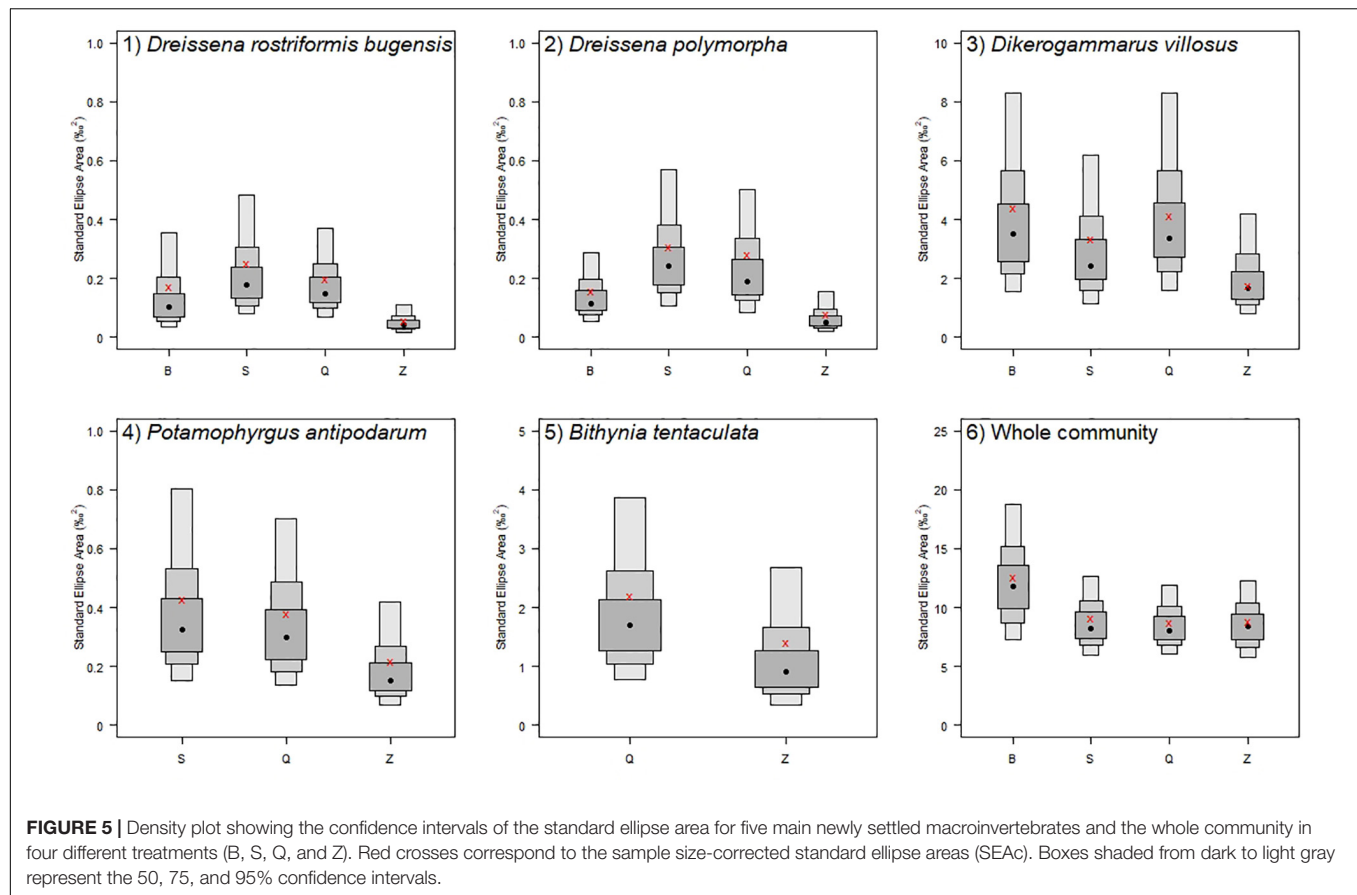 1) Dreissena rostriformis bugensis
Standard Ellipse Area (‰²)
1.0
0.8
0.6
0.4
0.2
0
B S Q Z
2) Dreissena polymorpha
Standard Ellipse Area (‰²)
1.0
0.8
0.6
0.4
0.2
0
B S Q Z
3) Dikerogammarus villosus
Standard Ellipse Area (‰²)
10
8
6
4
2
0
B S Q Z
4) Potamophyrgus antipodarum
Standard Ellipse Area (‰²)
1.0
0.8
0.6
0.4
0.2
0
S Q Z
5) Bithynia tentaculata
Standard Ellipse Area (‰²)
5
4
3
2
1
0
Q Z
6) Whole community
Standard Ellipse Area (‰²)
25
20
15
10
5
0
B S Q Z
FIGURE 5 | Density plot showing the confidence intervals of the standard ellipse area for five main newly settled macroinvertebrates and the whole community in
four different treatments (B, S, Q, and Z). Red crosses correspond to the sample size-corrected standard ellipse areas (SEAc). Boxes shaded from dark to light gray
represent the 50, 75, and 95% confidence intervals.